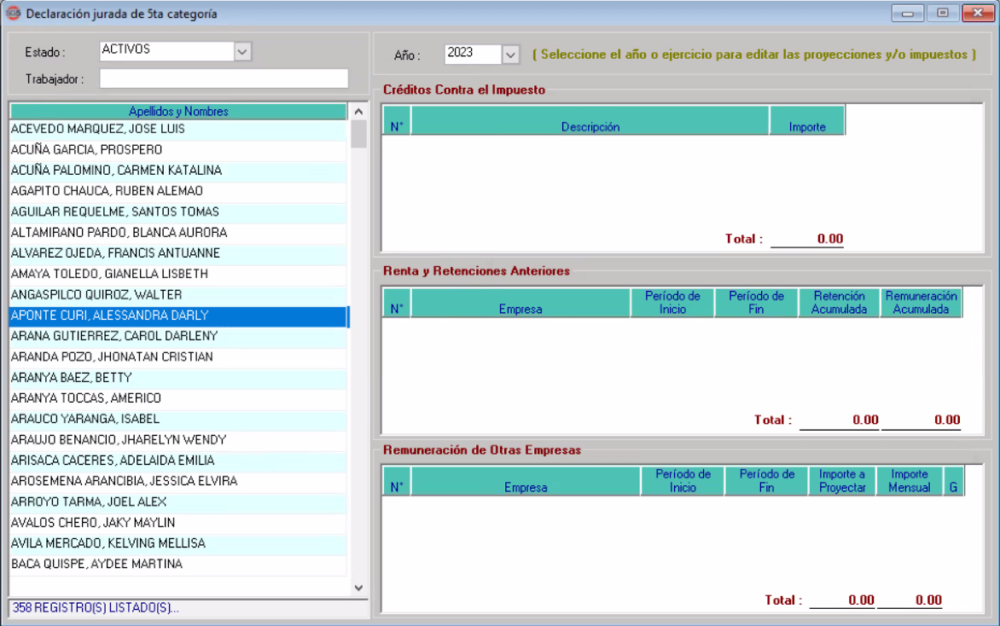 SGS Declaración jurada de 5ta categoría
Estado : ACTIVOS
Trabajador :
Apellidos y Nombres
ACEVEDO MARQUEZ, JOSE LUIS
ACUÑA GARCIA, PROSPERO
ACUÑA PALOMINO, CARMEN KATALINA
AGAPITO CHAUCA, RUBEN ALEMAO
AGUILAR REQUELME, SANTOS TOMAS
ALTAMIRANO PARDO, BLANCA AURORA
ALVAREZ OJEDA, FRANCIS ANTUANNE
AMAYA TOLEDO, GIANELLA LISBETH
ANGASPILCO QUIROZ, WALTER
APONTE CURI, ALESSANDRA DARLY
ARANA GUTIERREZ, CAROL DARLENY
ARANDA POZO, JHONATAN CRISTIAN
ARANYA BAEZ, BETTY
ARANYA TOCCAS, AMERICO
ARAUCO YARANGA, ISABEL
ARAUJO BENANCIO, JHARELYN WENDY
ARISACA CACERES, ADELAIDA EMILIA
AROSEMENA ARANCIBIA, JESSICA ELVIRA
ARROYO TARMA, JOEL ALEX
AVALOS CHERO, JAKY MAYLIN
AVILA MERCADO, KELVING MELLISA
BACA QUISPE, AYDEE MARTINA
358 REGISTRO(S) LISTADO(S)...
Año : 2023 ( Seleccione el año o ejercicio para editar las proyecciones y/o impuestos )
Créditos Contra el Impuesto
N° Descripción Importe
Total : 0.00
Renta y Retenciones Anteriores
N° Empresa Período de Inicio Período de Fin Retención Acumulada Remuneración Acumulada
Total : 0.00 0.00
Remuneración de Otras Empresas
N° Empresa Período de Inicio Período de Fin Importe a Proyectar Importe Mensual G
Total : 0.00 0.00